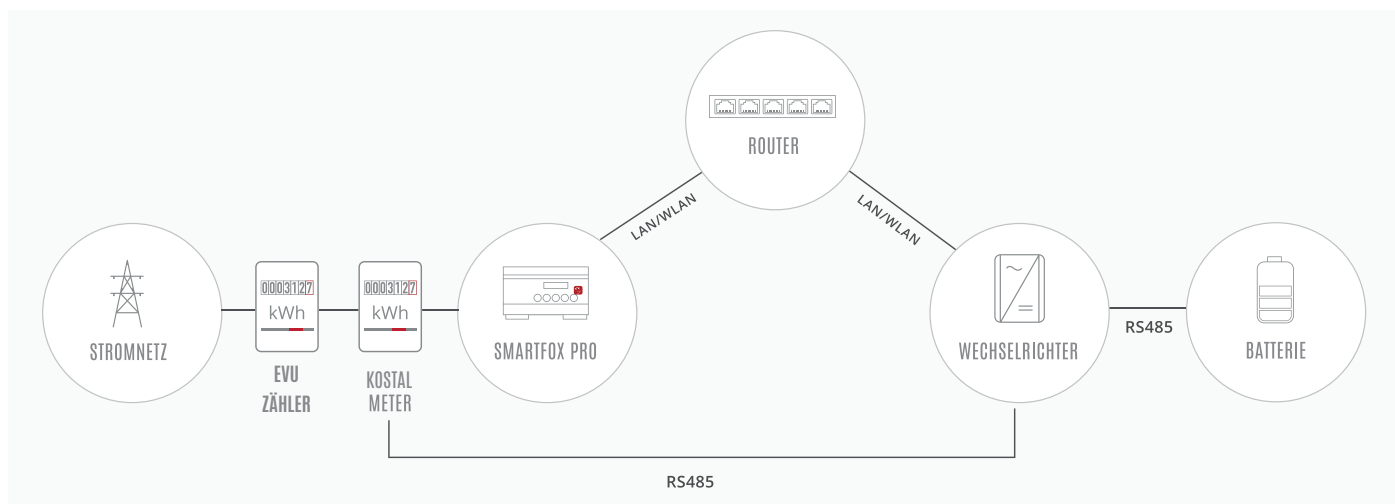 ROUTER
LAN/WLAN
LAN/WLAN
0003127
kWh
0003127
kWh
STROMNETZ
EVU
ZÄHLER
KOSTAL
METER
SMARTFOX PRO
WECHSELRICHTER
RS485
BATTERIE
RS485